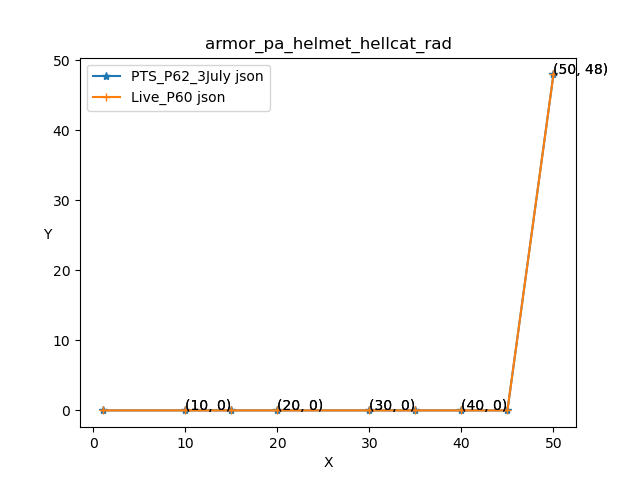 armor_pa_helmet_hellcat_rad
PTS_P62_3July json
Live_P60 json
(50, 48)
50
40
30
20
10
0
Y
(10, 0)
(20, 0)
(30, 0)
(40, 0)
0 10 20 30 40 50
X